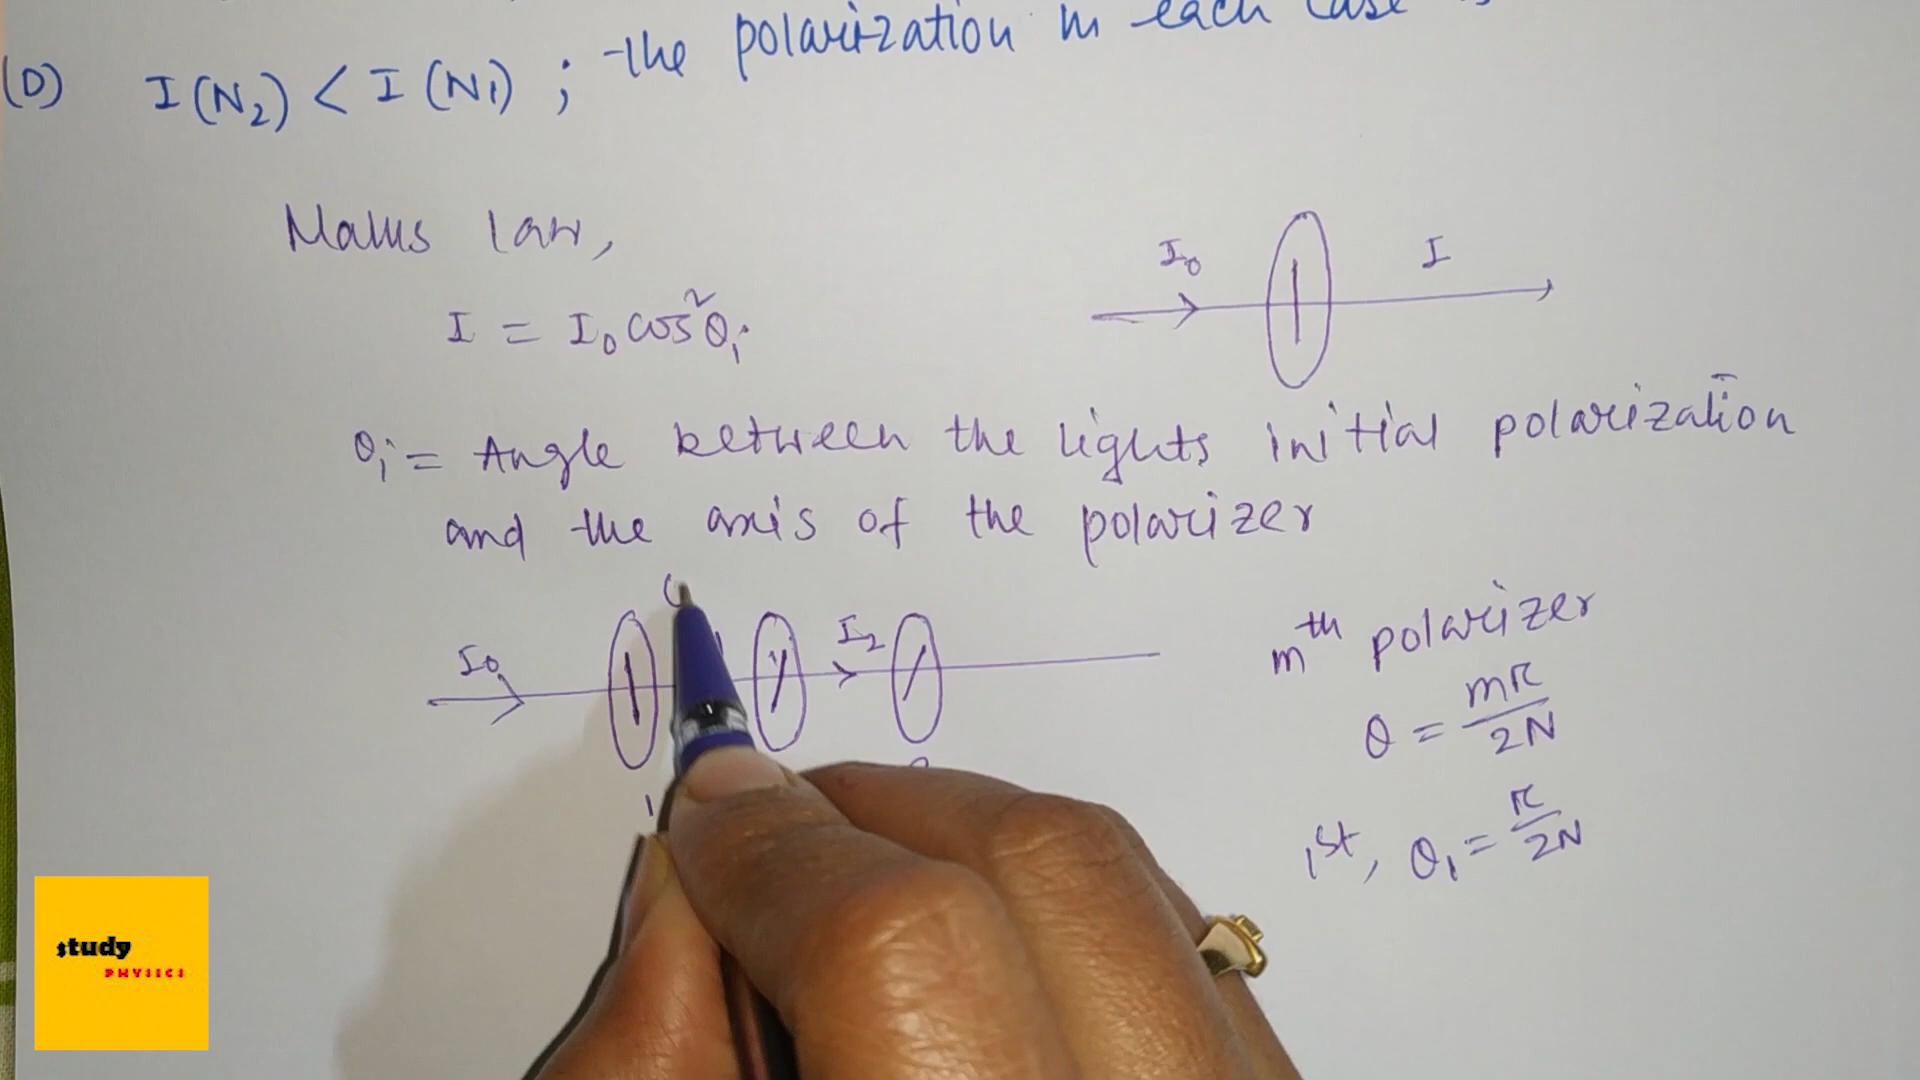 the polarization in each case
(D) I(N₂) < I(N1) ;
Malus law,
I = I₀ cos²θᵢ
I₀ I
θᵢ = Angle between the lights initial polarization
and the axis of the polarizer
I₀ I₂
1
mth polarizer
θ = mπ/2N
1st, θ₁ = π/2N
study
PHYSICS